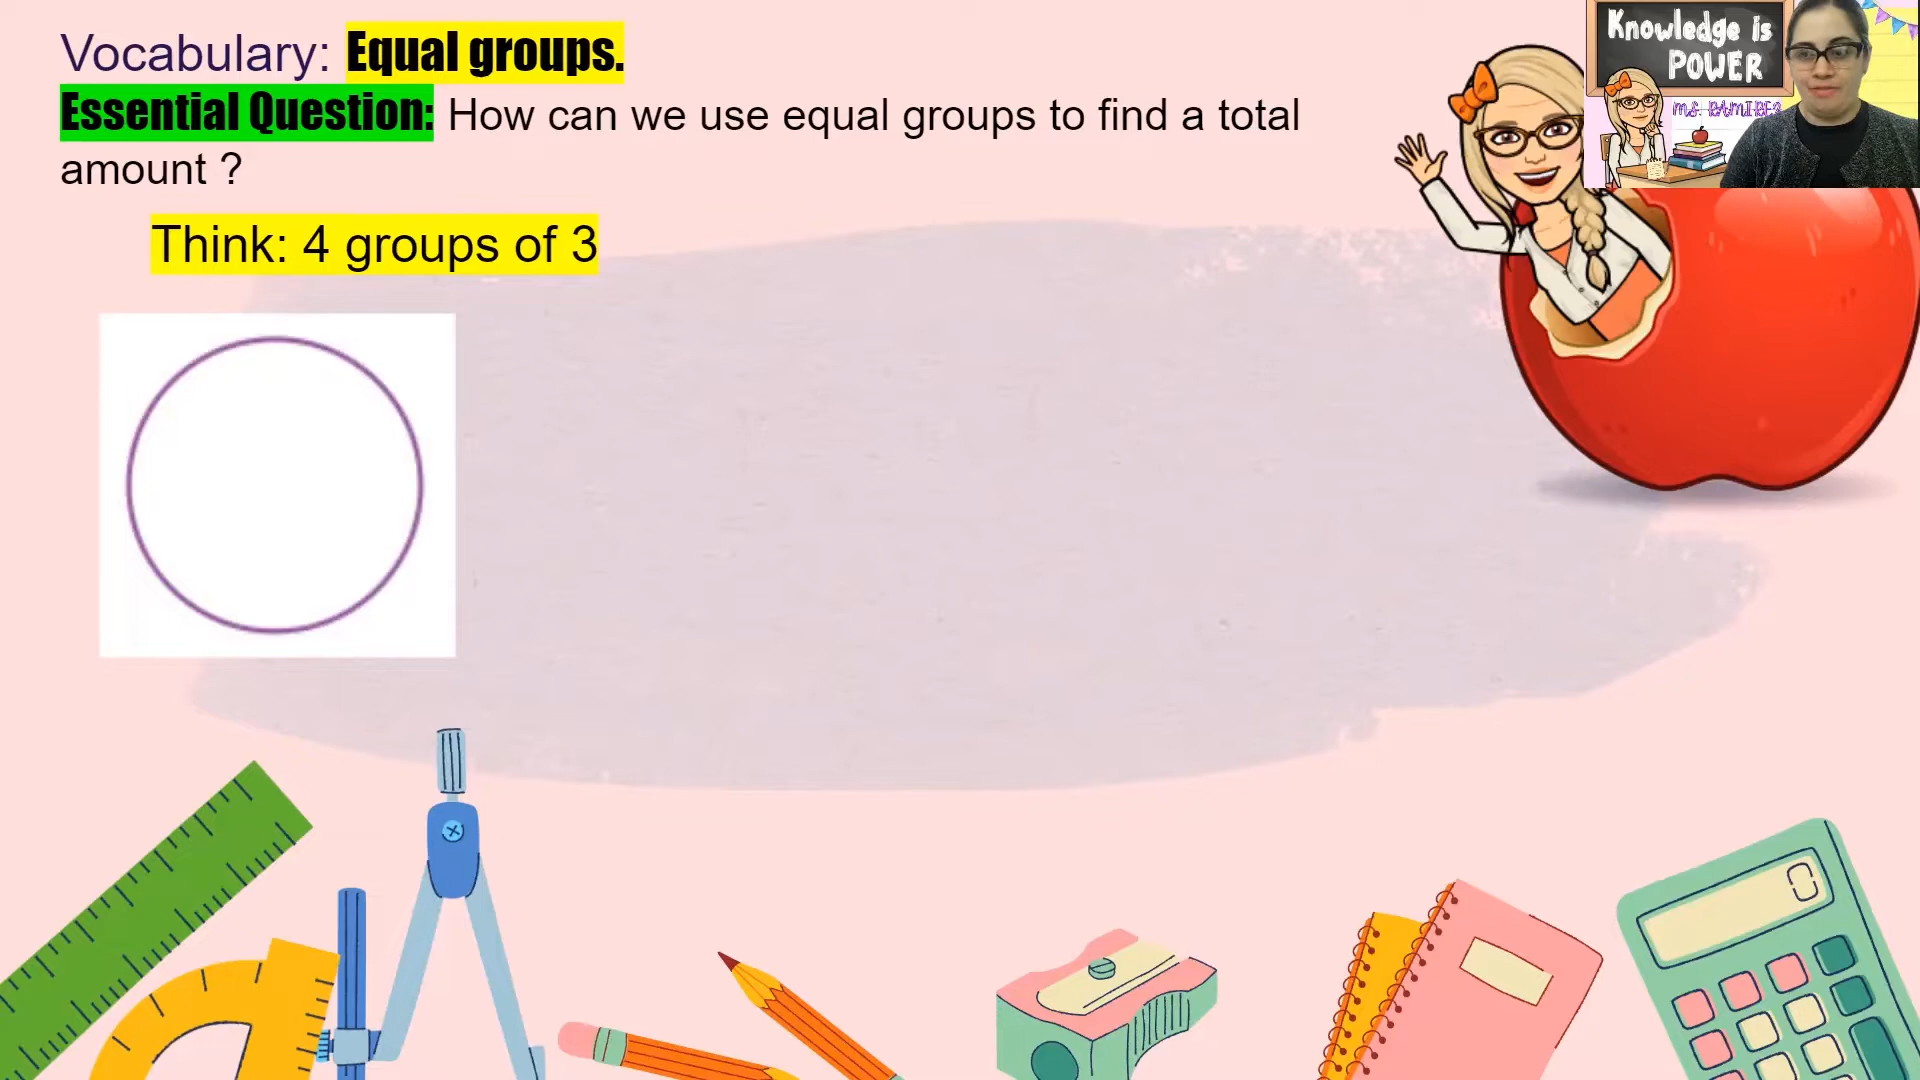 Vocabulary: Equal groups.
Essential Question: How can we use equal groups to find a total
amount ?
Think: 4 groups of 3
Knowledge is
POWER
0